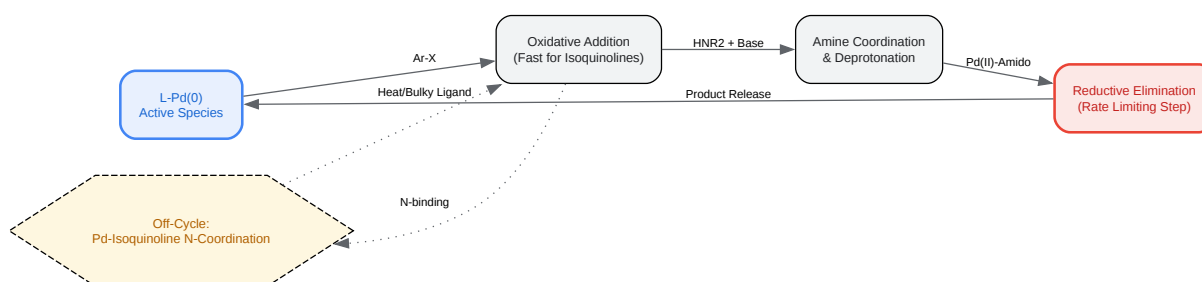 Oxidative Addition
(Fast for Isoquinolines)
HNR2 + Base
Amine Coordination
& Deprotonation
Ar-X
Pd(II)-Amido
L-Pd(0)
Active Species
Heat/Bulky Ligand
Product Release
Reductive Elimination
(Rate Limiting Step)
N-binding
Off-Cycle:
Pd-Isoquinoline N-Coordination